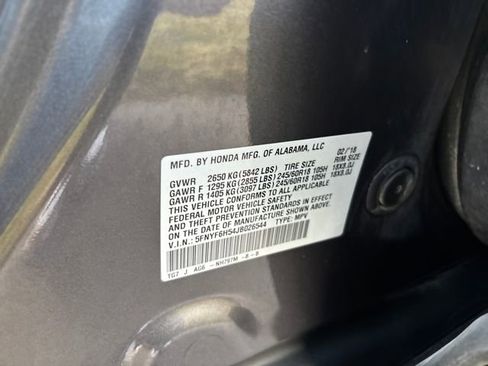 MFD. BY HONDA MFG. OF ALABAMA, LLC 02/'18
GVWR 2650 KG (5842 LBS) TIRE SIZE RIM SIZE
GAWR F 1295 KG (2855 LBS) 245/60R18 105H 18X8.0J
GAWR R 1405 KG (3097 LBS) 245/60R18 105H 18X8.0J
THIS VEHICLE CONFORMS TO ALL APPLICABLE
FEDERAL MOTOR VEHICLE SAFETY
STANDARDS IN EFFECT ON THE DATE OF
MANUFACTURE SHOWN ABOVE.
V.I.N.: 5FNYF6H54JB026544 TYPE: MPV
TG7 J AG6 - NH797M -B -B